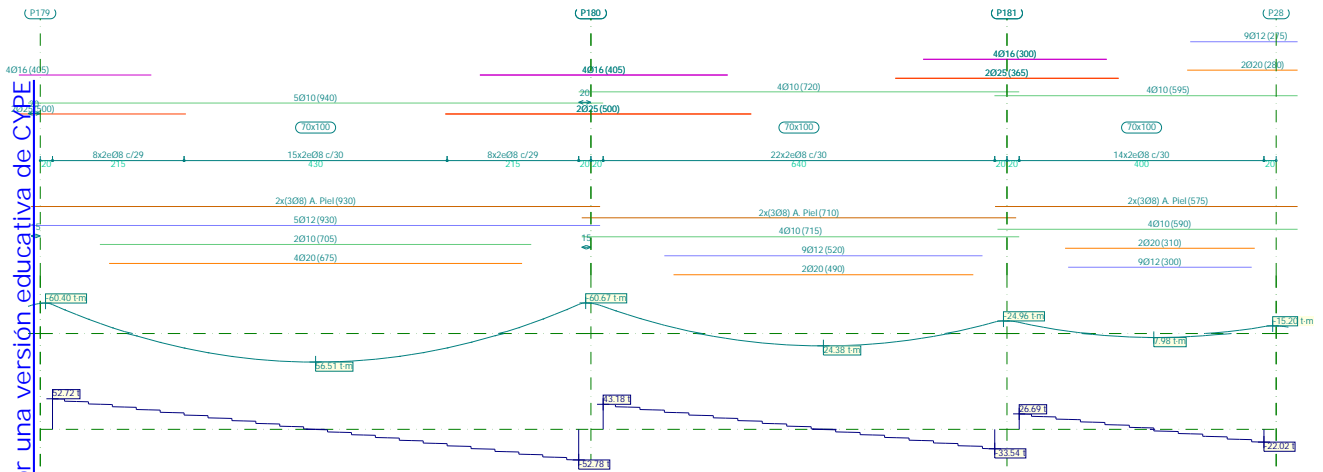 P179 P180 P181 P28
9Ø12 (275)
4Ø16 (300)
2Ø20 (280)
4Ø16 (405) 4Ø16 (405)
2Ø25 (365)
4Ø10 (720)
4Ø10 (595)
5Ø10 (940) 20
2Ø25 (500) 2Ø25 (500)
70x100 70x100 70x100
8x2eØ8 c/29 15x2eØ8 c/30 8x2eØ8 c/29 22x2eØ8 c/30 14x2eØ8 c/30
20 215 430 215 20 20 640 20 20 400 20
2x(3Ø8) A. Piel (930) 2x(3Ø8) A. Piel (575)
2x(3Ø8) A. Piel (710)
5Ø12 (930)
4Ø10 (590)
15 4Ø10 (715)
2Ø10 (705) 2Ø20 (310)
9Ø12 (520)
4Ø20 (675) 9Ø12 (300)
2Ø20 (490)
-60.40 t·m -60.67 t·m
-24.96 t·m -15.20 t·m
7.98 t·m
24.38 t·m
56.51 t·m
52.72 t 43.18 t 26.69 t
-22.02 t
-33.54 t
-52.78 t
or una versión educativa de CYPE